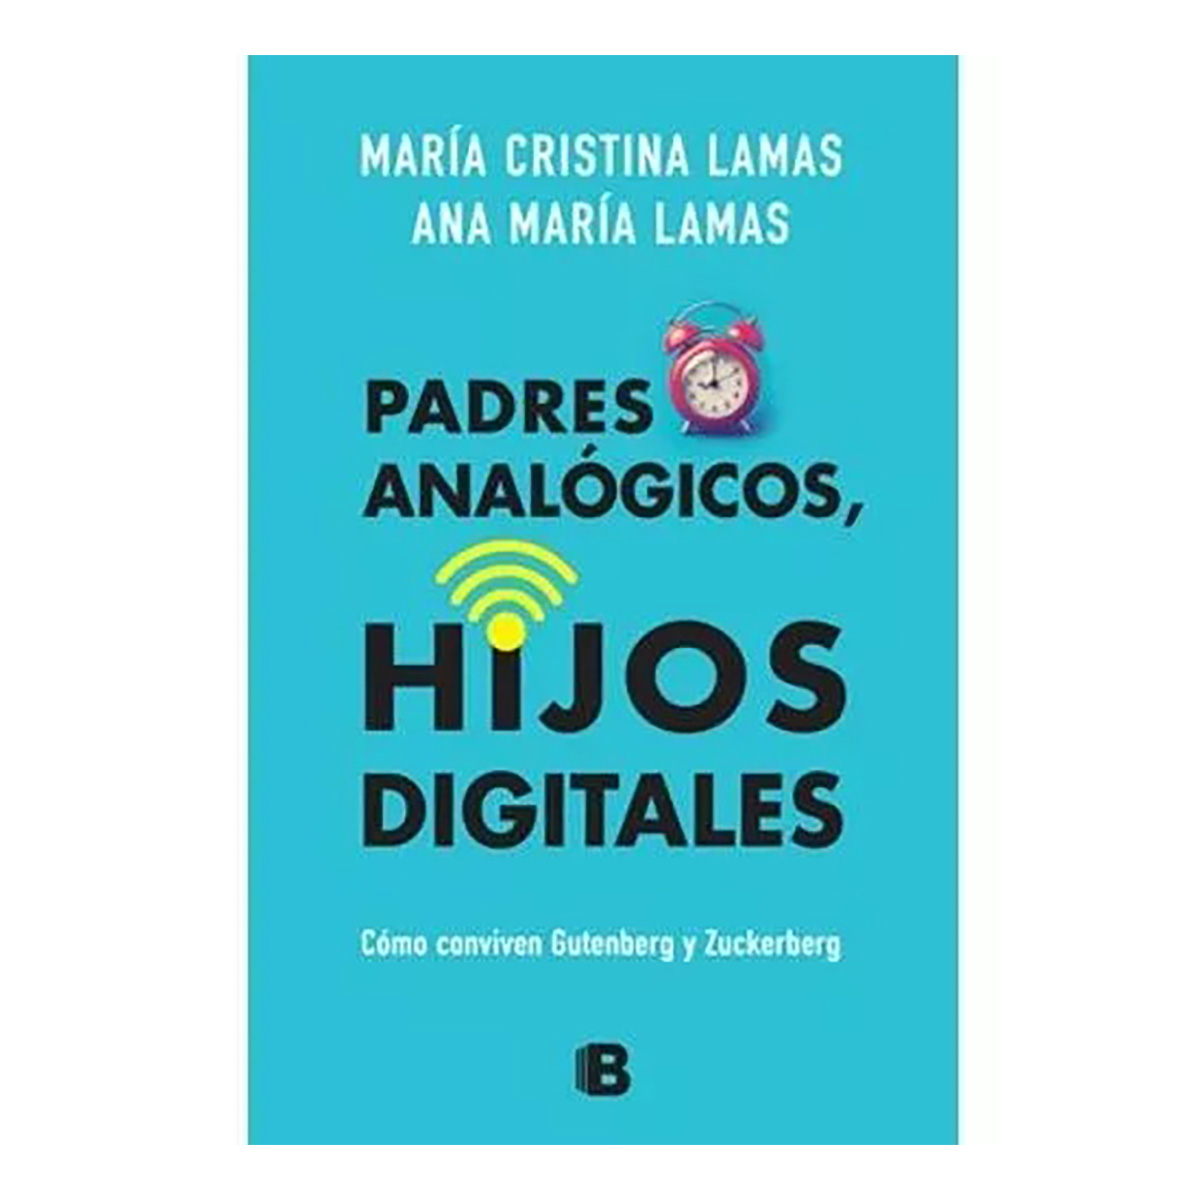 MARÍA CRISTINA LAMAS
ANA MARÍA LAMAS
PADRES
ANALÓGICOS,
HIJOS
DIGITALES
Cómo conviven Gutenberg y Zuckerberg
B